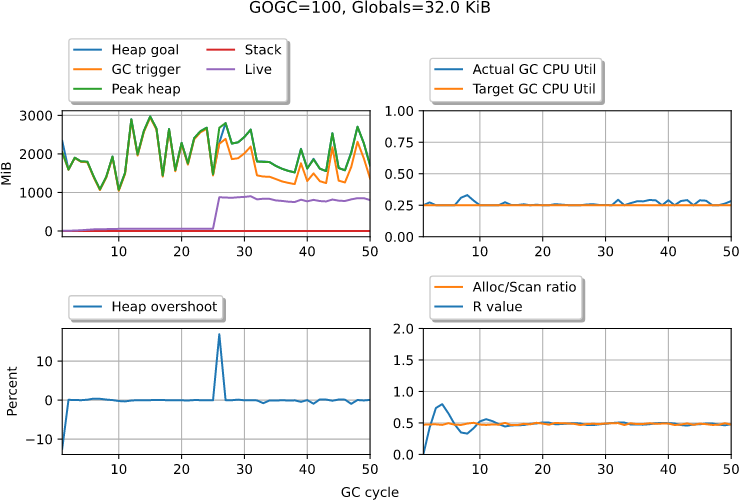 GOGC=100, Globals=32.0 KiB
Heap goal
GC trigger
Peak heap
Stack
Live
Actual GC CPU Util
Target GC CPU Util
MiB
3000
2000
1000
0
10
20
30
40
50
1.00
0.75
0.50
0.25
0.00
10
20
30
40
50
Heap overshoot
Alloc/Scan ratio
R value
Percent
10
0
−10
10
20
30
40
50
2.0
1.5
1.0
0.5
0.0
10
20
30
40
50
GC cycle